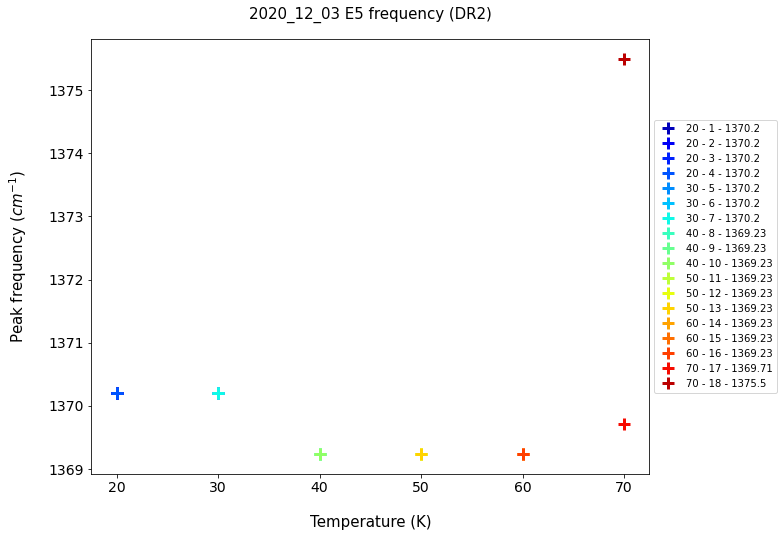 2020_12_03 E5 frequency (DR2)
Peak frequency (cm⁻¹)
1375
1374
1373
1372
1371
1370
1369
20 30 40 50 60 70
Temperature (K)
20 - 1 - 1370.2
20 - 2 - 1370.2
20 - 3 - 1370.2
20 - 4 - 1370.2
30 - 5 - 1370.2
30 - 6 - 1370.2
30 - 7 - 1370.2
40 - 8 - 1369.23
40 - 9 - 1369.23
40 - 10 - 1369.23
50 - 11 - 1369.23
50 - 12 - 1369.23
50 - 13 - 1369.23
60 - 14 - 1369.23
60 - 15 - 1369.23
60 - 16 - 1369.23
70 - 17 - 1369.71
70 - 18 - 1375.5